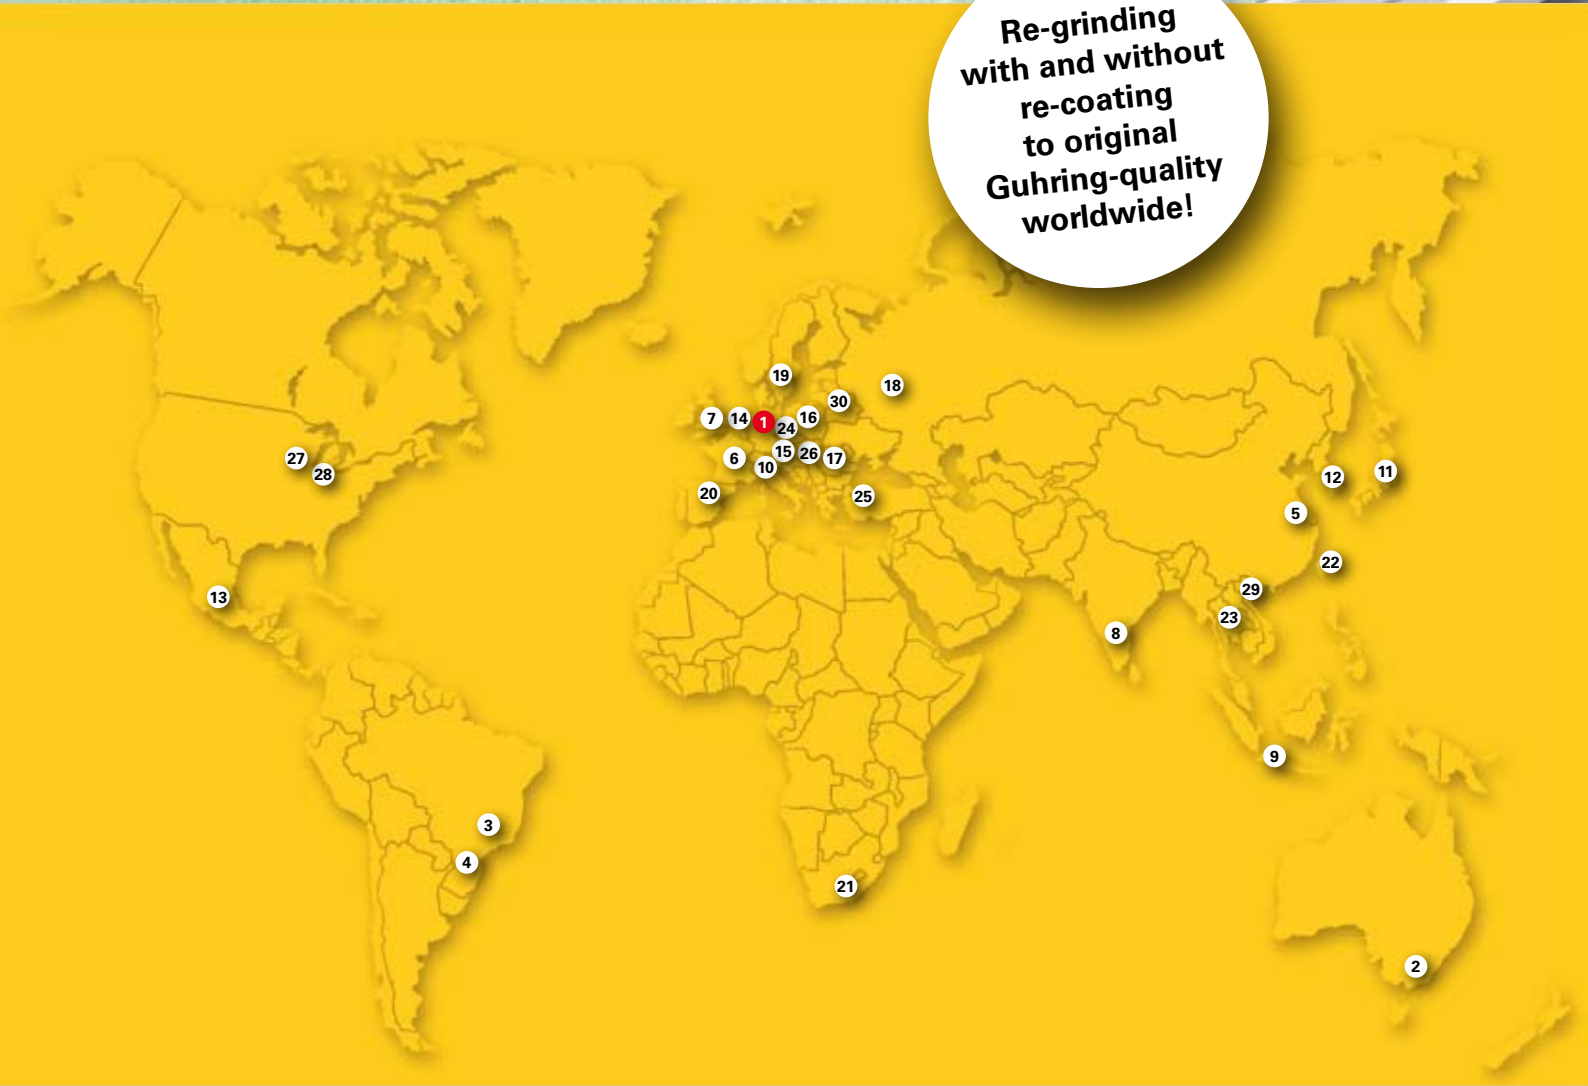 Re-grinding
with and without
re-coating
to original
Guhring-quality
worldwide!
19
18
30
7 14 1 24 16
27
28
6 10 15 26 17
12 11
20
25
5
22
13
29
23
8
9
3
4
21
2